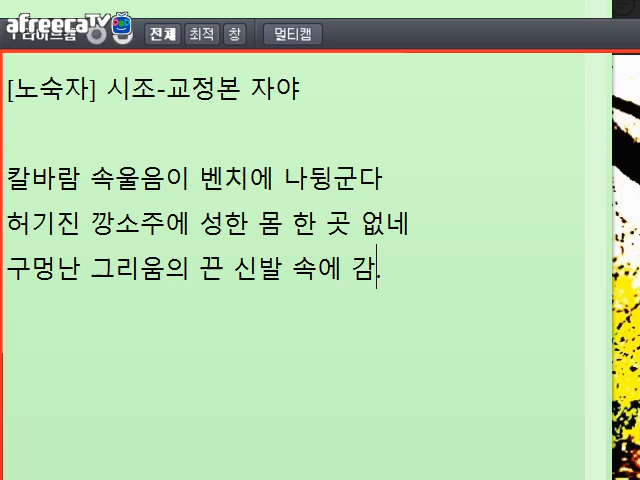 afreecaTV
전체 최적 창 멀티캠
[노숙자] 시조-교정본 자야
칼바람 속울음이 벤치에 나뒹군다
허기진 깡소주에 성한 몸 한 곳 없네
구멍난 그리움의 끈 신발 속에 감.